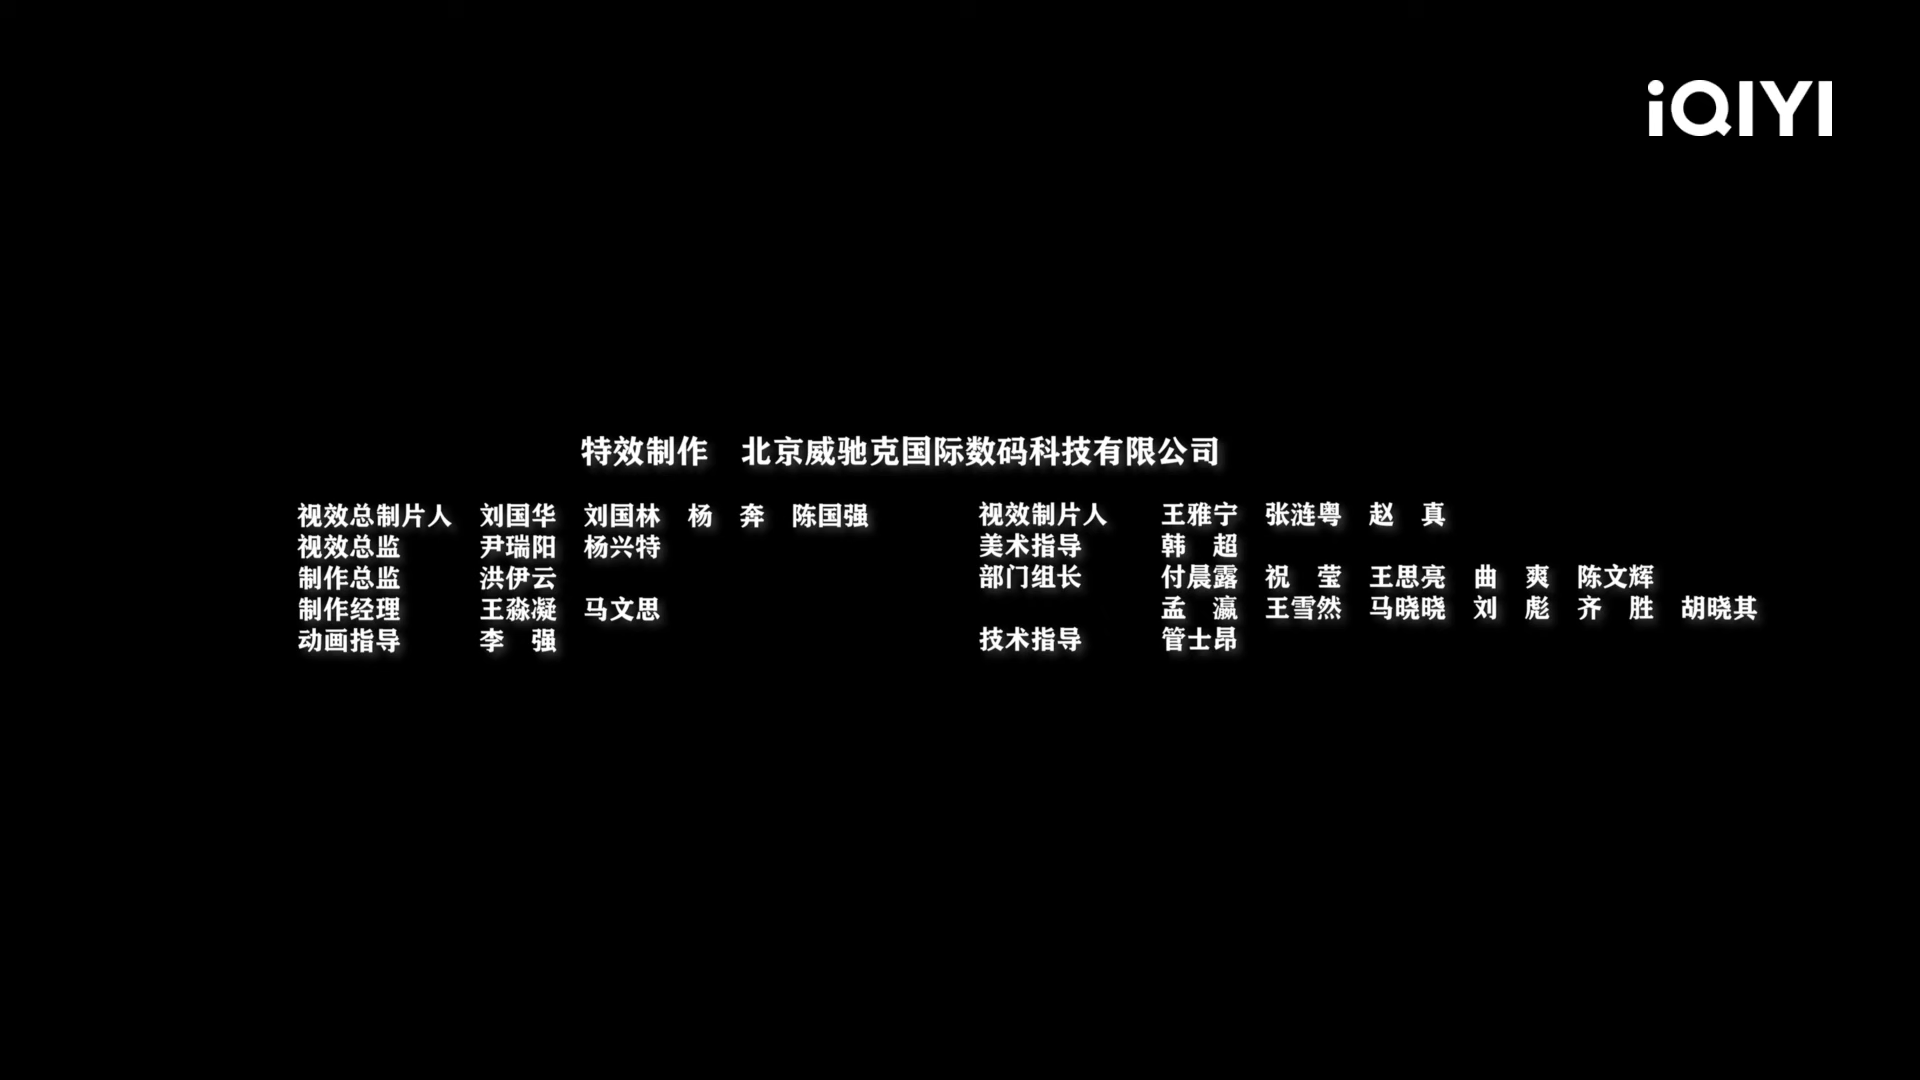 iQIYI
特效制作　北京威驰克国际数码科技有限公司
视效总制片人　刘国华　刘国林　杨　奔　陈国强
视效总监　尹瑞阳　杨兴特
制作总监　洪伊云
制作经理　王淼凝　马文思
动画指导　李　强
视效制片人　王雅宁　张涟粤　赵　真
美术指导　韩　超
部门组长　付晨露　祝　莹　王思亮　曲　爽　陈文辉
孟　瀛　王雪然　马晓晓　刘　彪　齐　胜　胡晓其
技术指导　管士昂